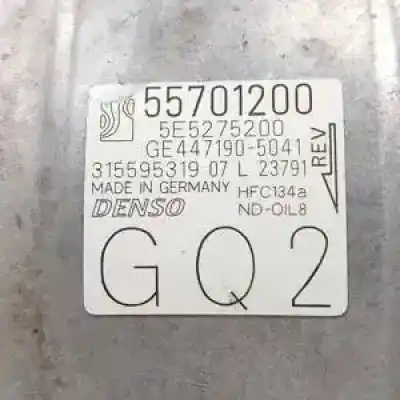 55701200
5E5275200
GE447190-5041
315595319 07 L 23791
REV
MADE IN GERMANY HFC134a
DENSO ND-OIL8
GQ2